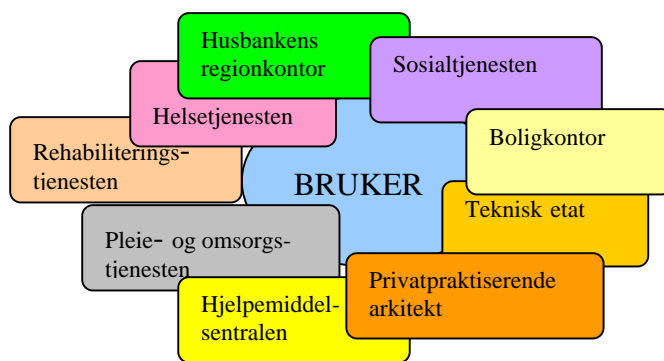 Husbankens
regionkontor
Sosialtjenesten
Helsetjenesten
Boligkontor
Rehabiliterings-
tjenesten
BRUKER
Teknisk etat
Pleie- og omsorgs-
tjenesten
Privatpraktiserende
arkitekt
Hjelpemiddel-
sentralen